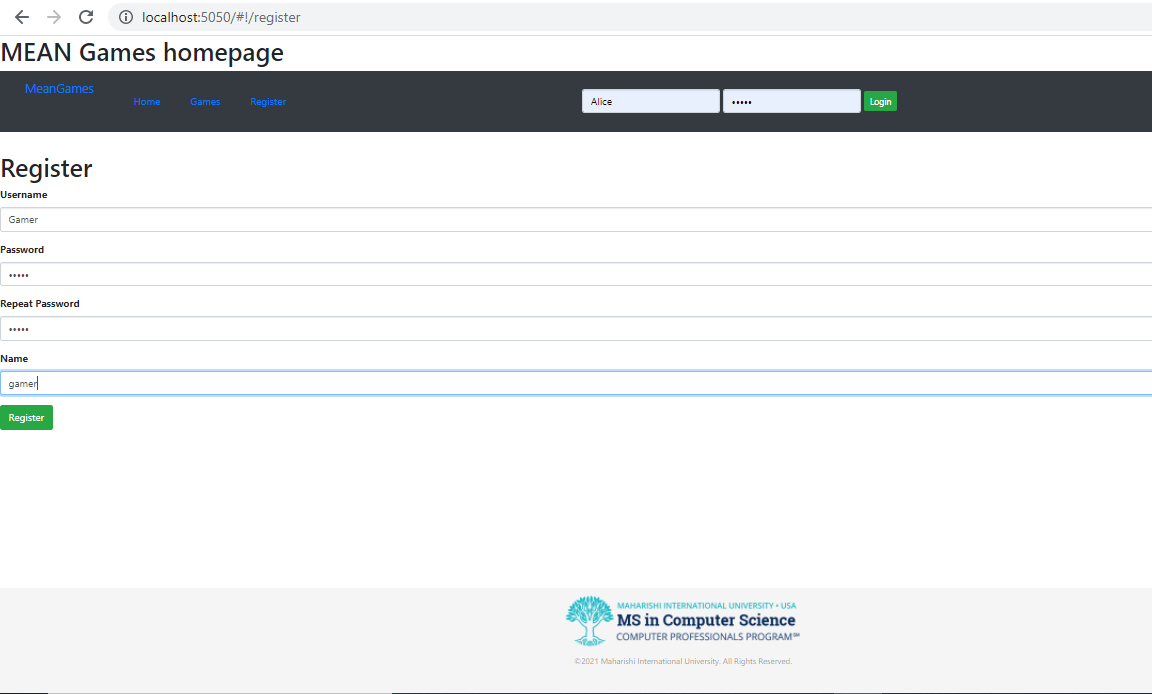 localhost:5050/#!/register
MEAN Games homepage
MeanGames Home Games Register Alice ••••• Login
Register
Username
Gamer
Password
•••••
Repeat Password
•••••
Name
gamer
Register
MAHARISHI INTERNATIONAL UNIVERSITY • USA
MS in Computer Science
COMPUTER PROFESSIONALS PROGRAM℠
©2021 Maharishi International University. All Rights Reserved.